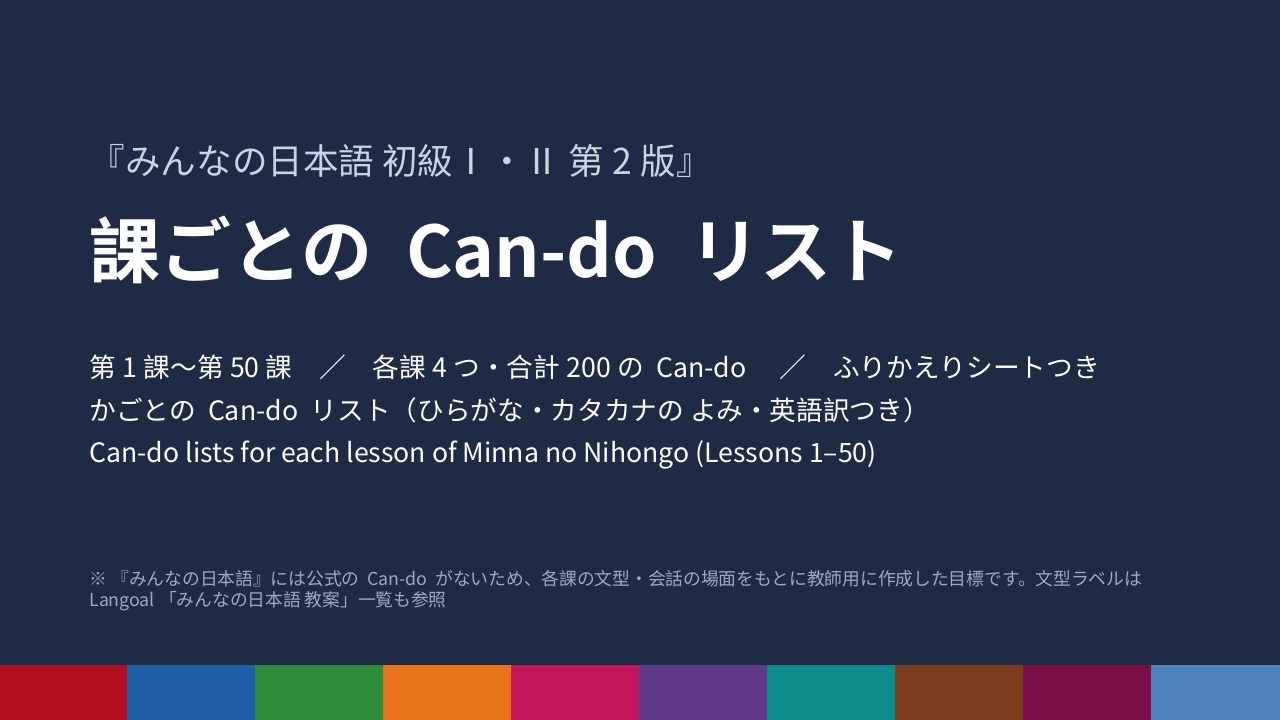 『みんなの日本語 初級Ⅰ・Ⅱ 第2版』
課ごとの Can-do リスト
第1課～第50課 ／ 各課4つ・合計200の Can-do ／ ふりかえりシートつき
かごとの Can-do リスト（ひらがな・カタカナの よみ・英語訳つき）
Can-do lists for each lesson of Minna no Nihongo (Lessons 1–50)
※ 『みんなの日本語』には公式の Can-do がないため、各課の文型・会話の場面をもとに教師用に作成した目標です。文型ラベルは
Langoal 「みんなの日本語 教案」一覧も参照